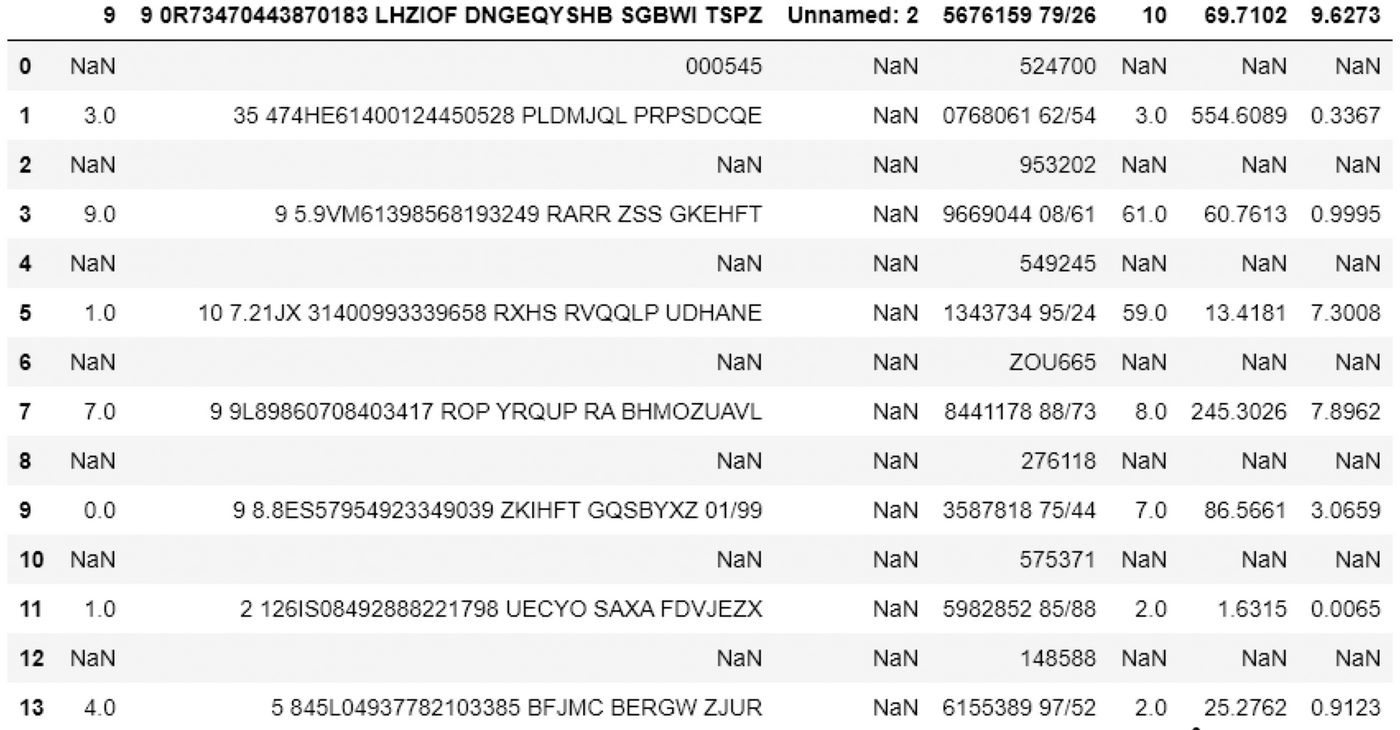 9 9 0R73470443870183 LHZIOF DNGEQYSHB SGBWI TSPZ Unnamed: 2 5676159 79/26 10 69.7102 9.6273
0 NaN 000545 NaN 524700 NaN NaN NaN
1 3.0 35 474HE61400124450528 PLDMJQL PRPSDCQE NaN 0768061 62/54 3.0 554.6089 0.3367
2 NaN NaN NaN 953202 NaN NaN NaN
3 9.0 9 5.9VM61398568193249 RARR ZSS GKEHFT NaN 9669044 08/61 61.0 60.7613 0.9995
4 NaN NaN NaN 549245 NaN NaN NaN
5 1.0 10 7.21JX 31400993339658 RXHS RVQQLP UDHANE NaN 1343734 95/24 59.0 13.4181 7.3008
6 NaN NaN NaN ZOU665 NaN NaN NaN
7 7.0 9 9L89860708403417 ROP YRQUP RA BHMOZUAVL NaN 8441178 88/73 8.0 245.3026 7.8962
8 NaN NaN NaN 276118 NaN NaN NaN
9 0.0 9 8.8ES57954923349039 ZKIHFT GQSBYXZ 01/99 NaN 3587818 75/44 7.0 86.5661 3.0659
10 NaN NaN NaN 575371 NaN NaN NaN
11 1.0 2 126IS08492888221798 UECYO SAXA FDVJEZX NaN 5982852 85/88 2.0 1.6315 0.0065
12 NaN NaN NaN 148588 NaN NaN NaN
13 4.0 5 845L04937782103385 BFJMC BERGW ZJUR NaN 6155389 97/52 2.0 25.2762 0.9123